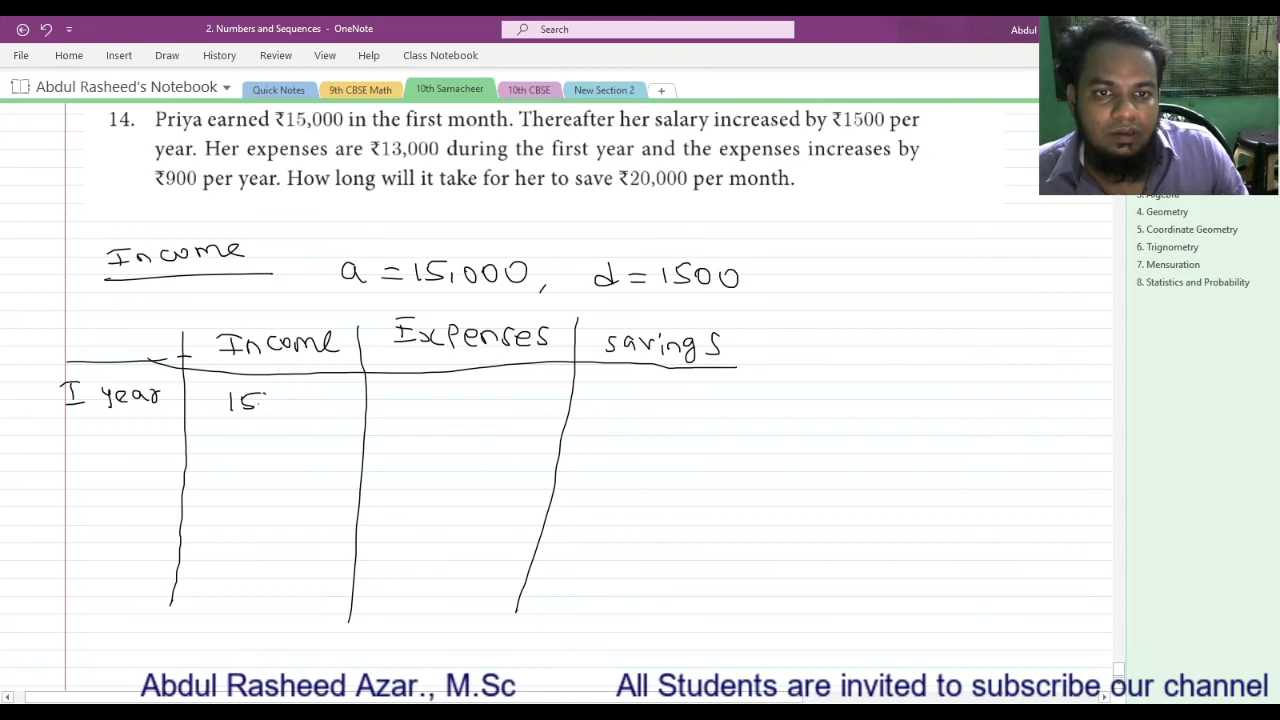 2. Numbers and Sequences - OneNote
Search
Abdul
File Home Insert Draw History Review View Help Class Notebook
Abdul Rasheed's Notebook Quick Notes 9th CBSE Math 10th Samacheer 10th CBSE New Section 2
14. Priya earned ₹15,000 in the first month. Thereafter her salary increased by ₹1500 per
year. Her expenses are ₹13,000 during the first year and the expenses increases by
₹900 per year. How long will it take for her to save ₹20,000 per month.
3. Algebra
4. Geometry
5. Coordinate Geometry
6. Trignometry
7. Mensuration
8. Statistics and Probability
Income a = 15,000, d = 1500
Income Expenses savings
I year 15
Abdul Rasheed Azar., M.Sc All Students are invited to subscribe our channel